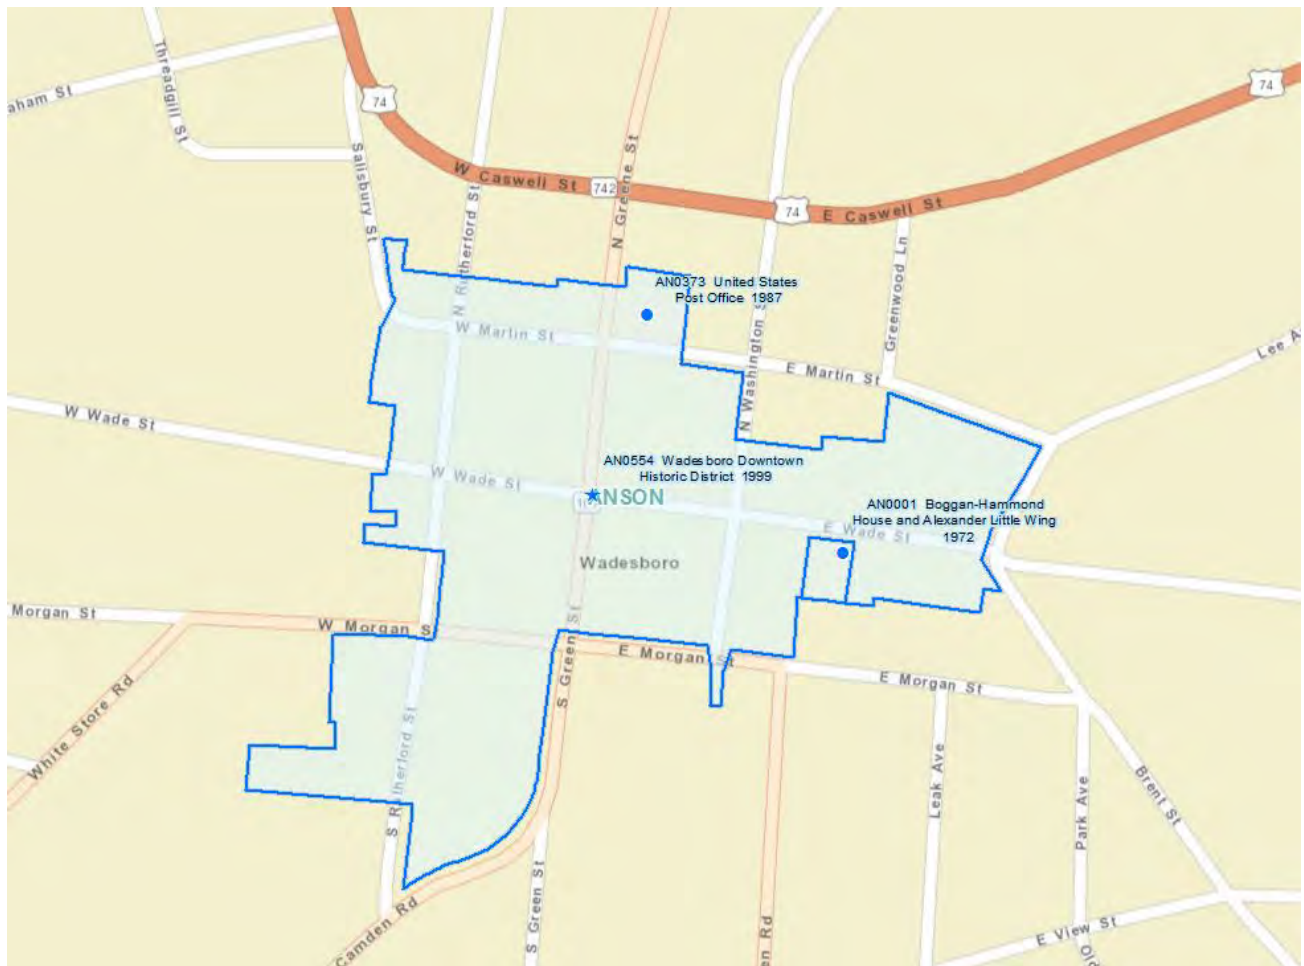 Threadgill St
aham St
74
74
Salisbury St
W Caswell St
742
N Greene St
74
E Caswell St
N Rutherford St
Greenwood Ln
AN0373 United States
Post Office 1987
N Washington S
W Martin St
E Martin St
Lee A
W Wade St
AN0554 Wadesboro Downtown
Historic District 1999
W Wade St
ANSON
AN0001 Boggan-Hammond
House and Alexander Little Wing
1972
E Wade St
Wadesboro
Morgan St
W Morgan S
S Green St
E Morgan St
E Morgan St
White Store Rd
S Rutherford St
Leak Ave
Park Ave
Brent St
S Green St
Camden Rd
en Rd
E View St
Old